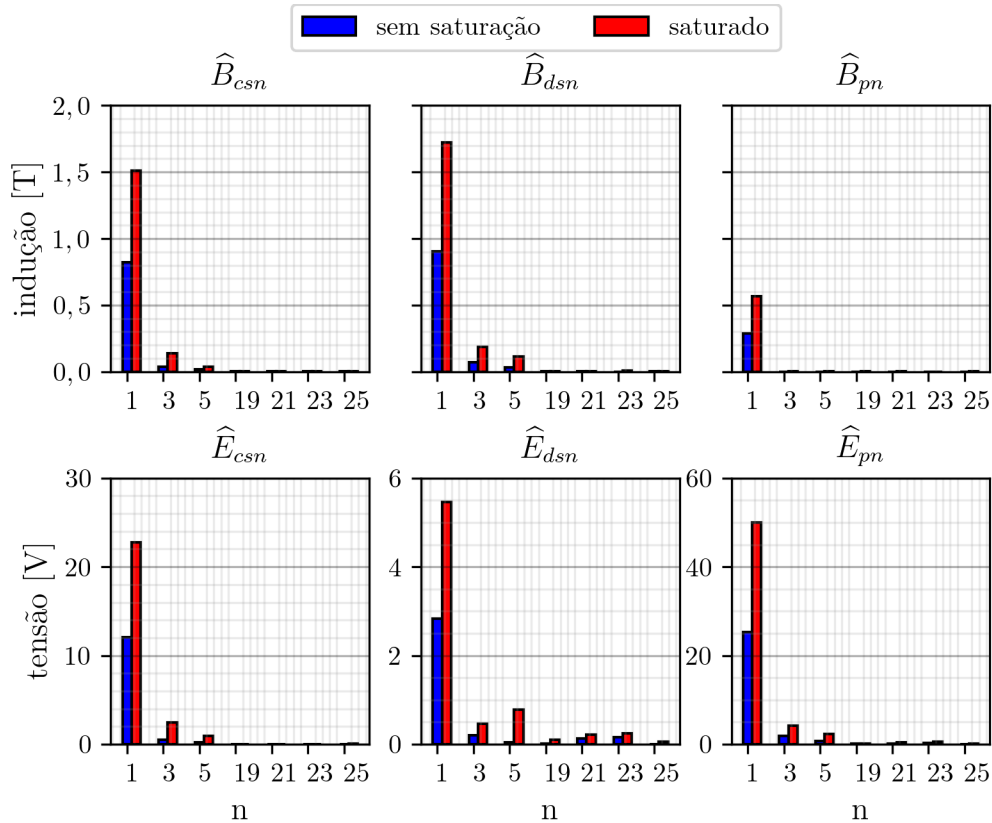 sem saturação saturado
B̂csn B̂dsn B̂pn
2,0
1,5
1,0
0,5
0,0
indução [T]
1 3 5 19 21 23 25 1 3 5 19 21 23 25 1 3 5 19 21 23 25
Êcsn Êdsn Êpn
30 6 60
20 4 40
10 2 20
0 0 0
tensão [V]
1 3 5 19 21 23 25 1 3 5 19 21 23 25 1 3 5 19 21 23 25
n n n